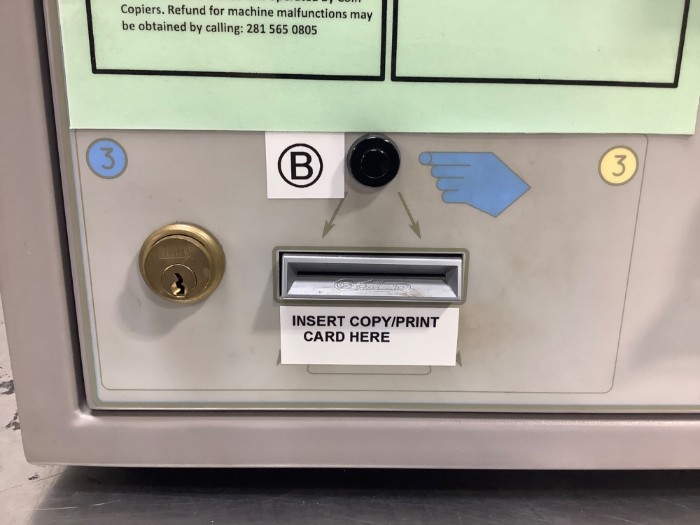 Copiers. Refund for machine malfunctions may
be obtained by calling: 281 565 0805
3
B
3
INSERT COPY/PRINT
CARD HERE